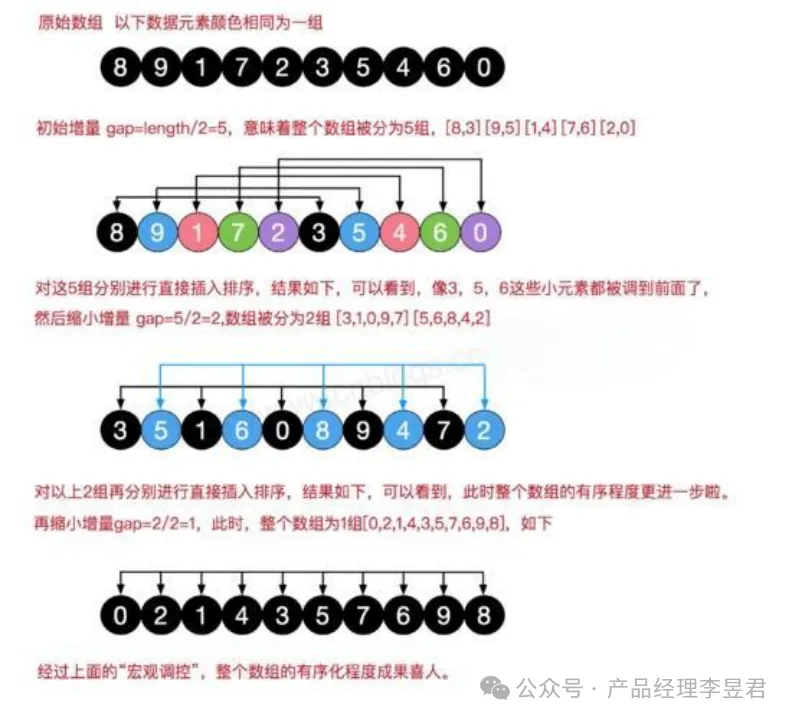 原始数组 以下数据元素颜色相同为一组
8 9 1 7 2 3 5 4 6 0
初始增量 gap=length/2=5，意味着整个数组被分为5组，[8,3][9,5][1,4][7,6][2,0]
8 9 1 7 2 3 5 4 6 0
对这5组分别进行直接插入排序，结果如下，可以看到，像3，5，6这些小元素都被调到前面了，
然后缩小增量 gap=5/2=2,数组被分为2组 [3,1,0,9,7][5,6,8,4,2]
3 5 1 6 0 8 9 4 7 2
对以上2组再分别进行直接插入排序，结果如下，可以看到，此时整个数组的有序程度更进一步啦。
再缩小增量gap=2/2=1，此时，整个数组为1组[0,2,1,4,3,5,7,6,9,8]，如下
0 2 1 4 3 5 7 6 9 8
经过上面的“宏观调控”，整个数组的有序化程度成果喜人。
公众号 · 产品经理李昱君